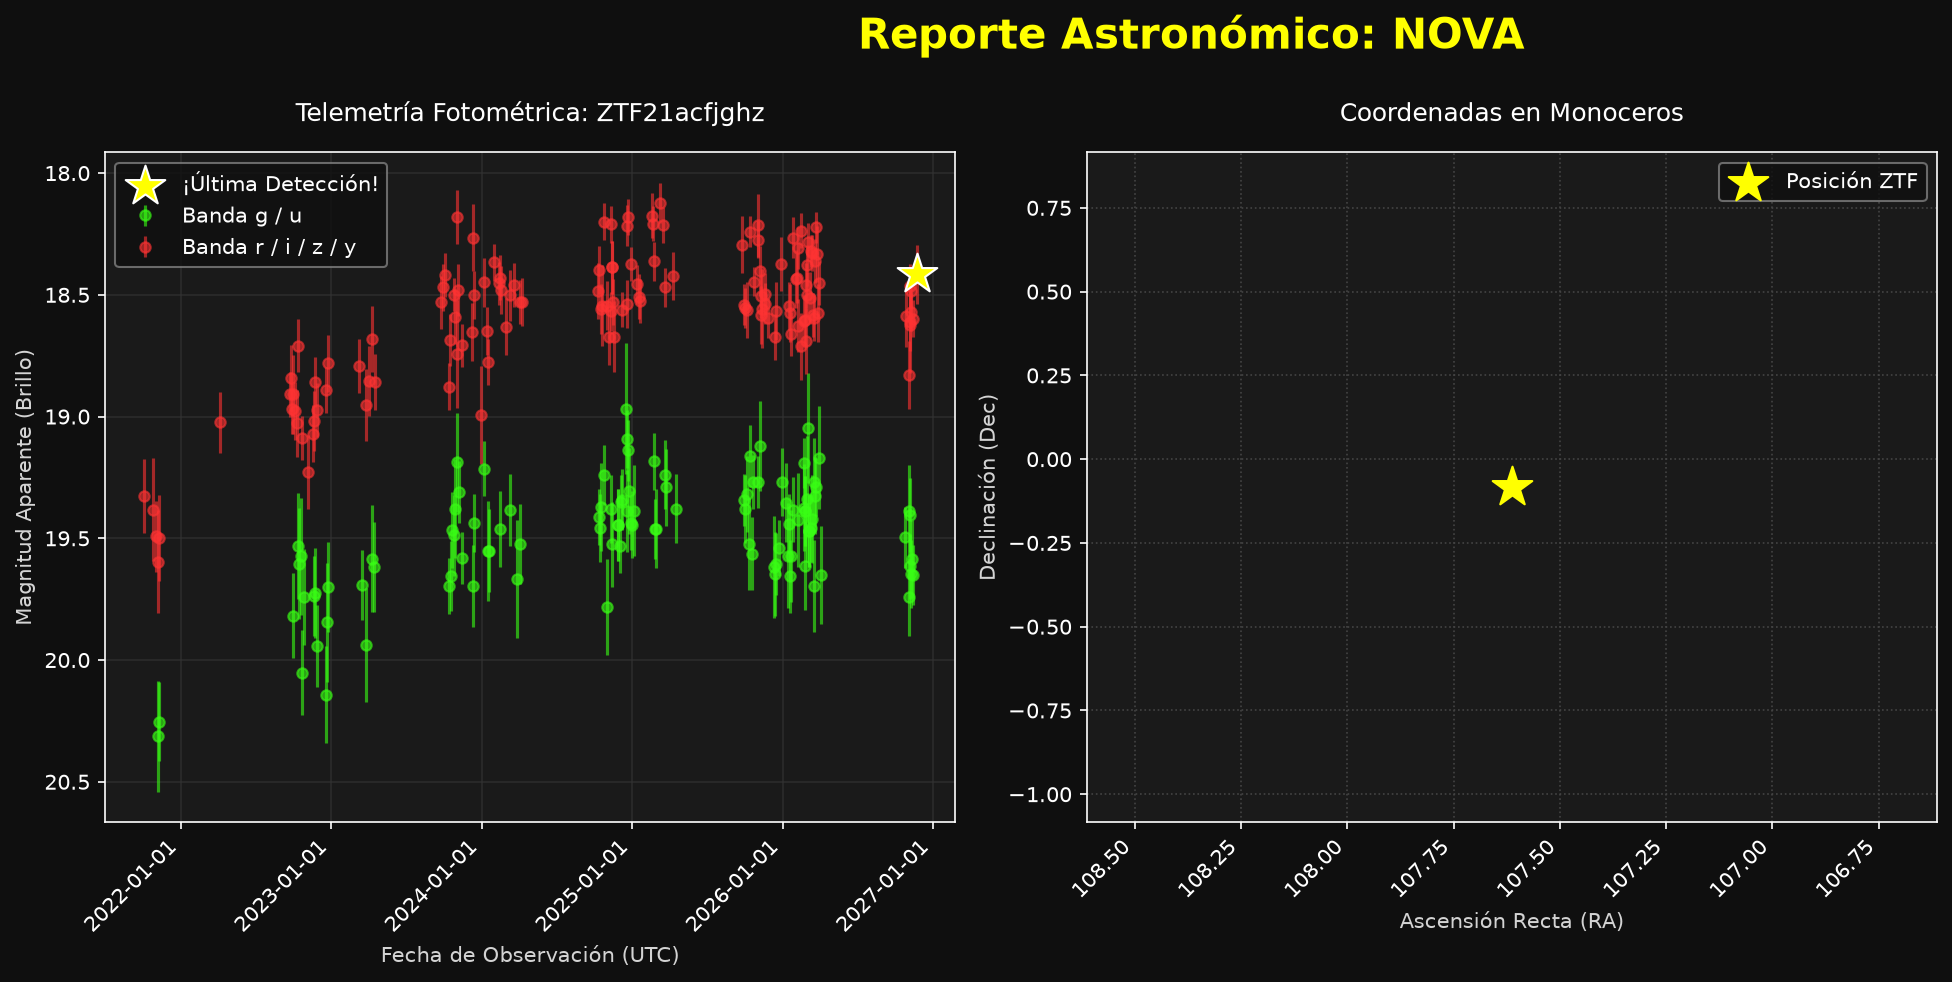 Reporte Astronómico: NOVA
Telemetría Fotométrica: ZTF21acfjghz
¡Última Detección!
Banda g / u
Banda r / i / z / y
18.0
18.5
19.0
19.5
20.0
20.5
Magnitud Aparente (Brillo)
2022-01-01
2023-01-01
2024-01-01
2025-01-01
2026-01-01
2027-01-01
Fecha de Observación (UTC)
Coordenadas en Monoceros
Posición ZTF
0.75
0.50
0.25
0.00
−0.25
−0.50
−0.75
−1.00
Declinación (Dec)
108.50
108.25
108.00
107.75
107.50
107.25
107.00
106.75
Ascensión Recta (RA)